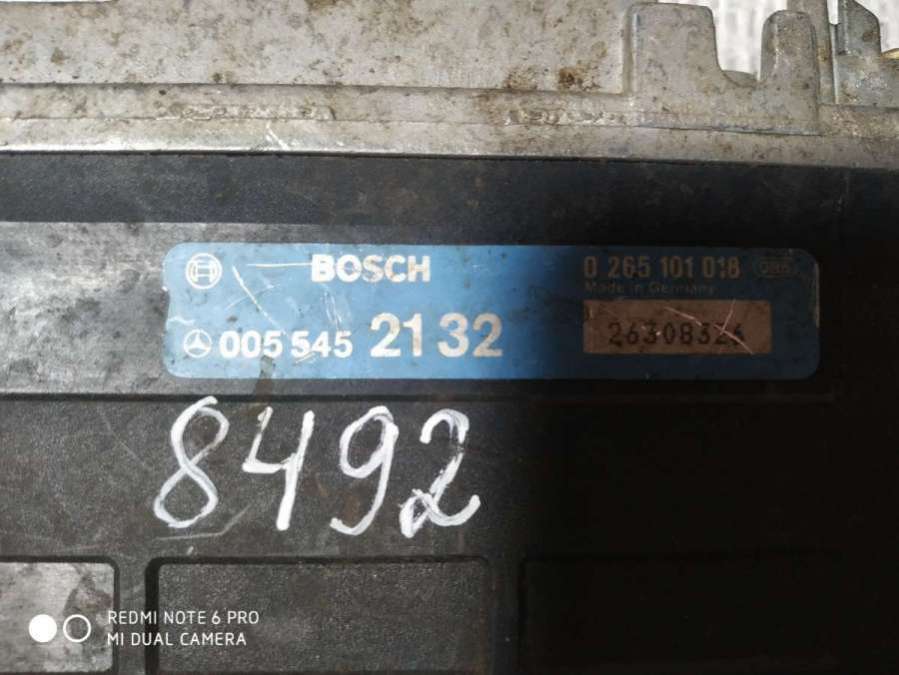 BOSCH
0 265 101 018
Made in Germany
005 545 21 32
26308326
8492
REDMI NOTE 6 PRO
MI DUAL CAMERA